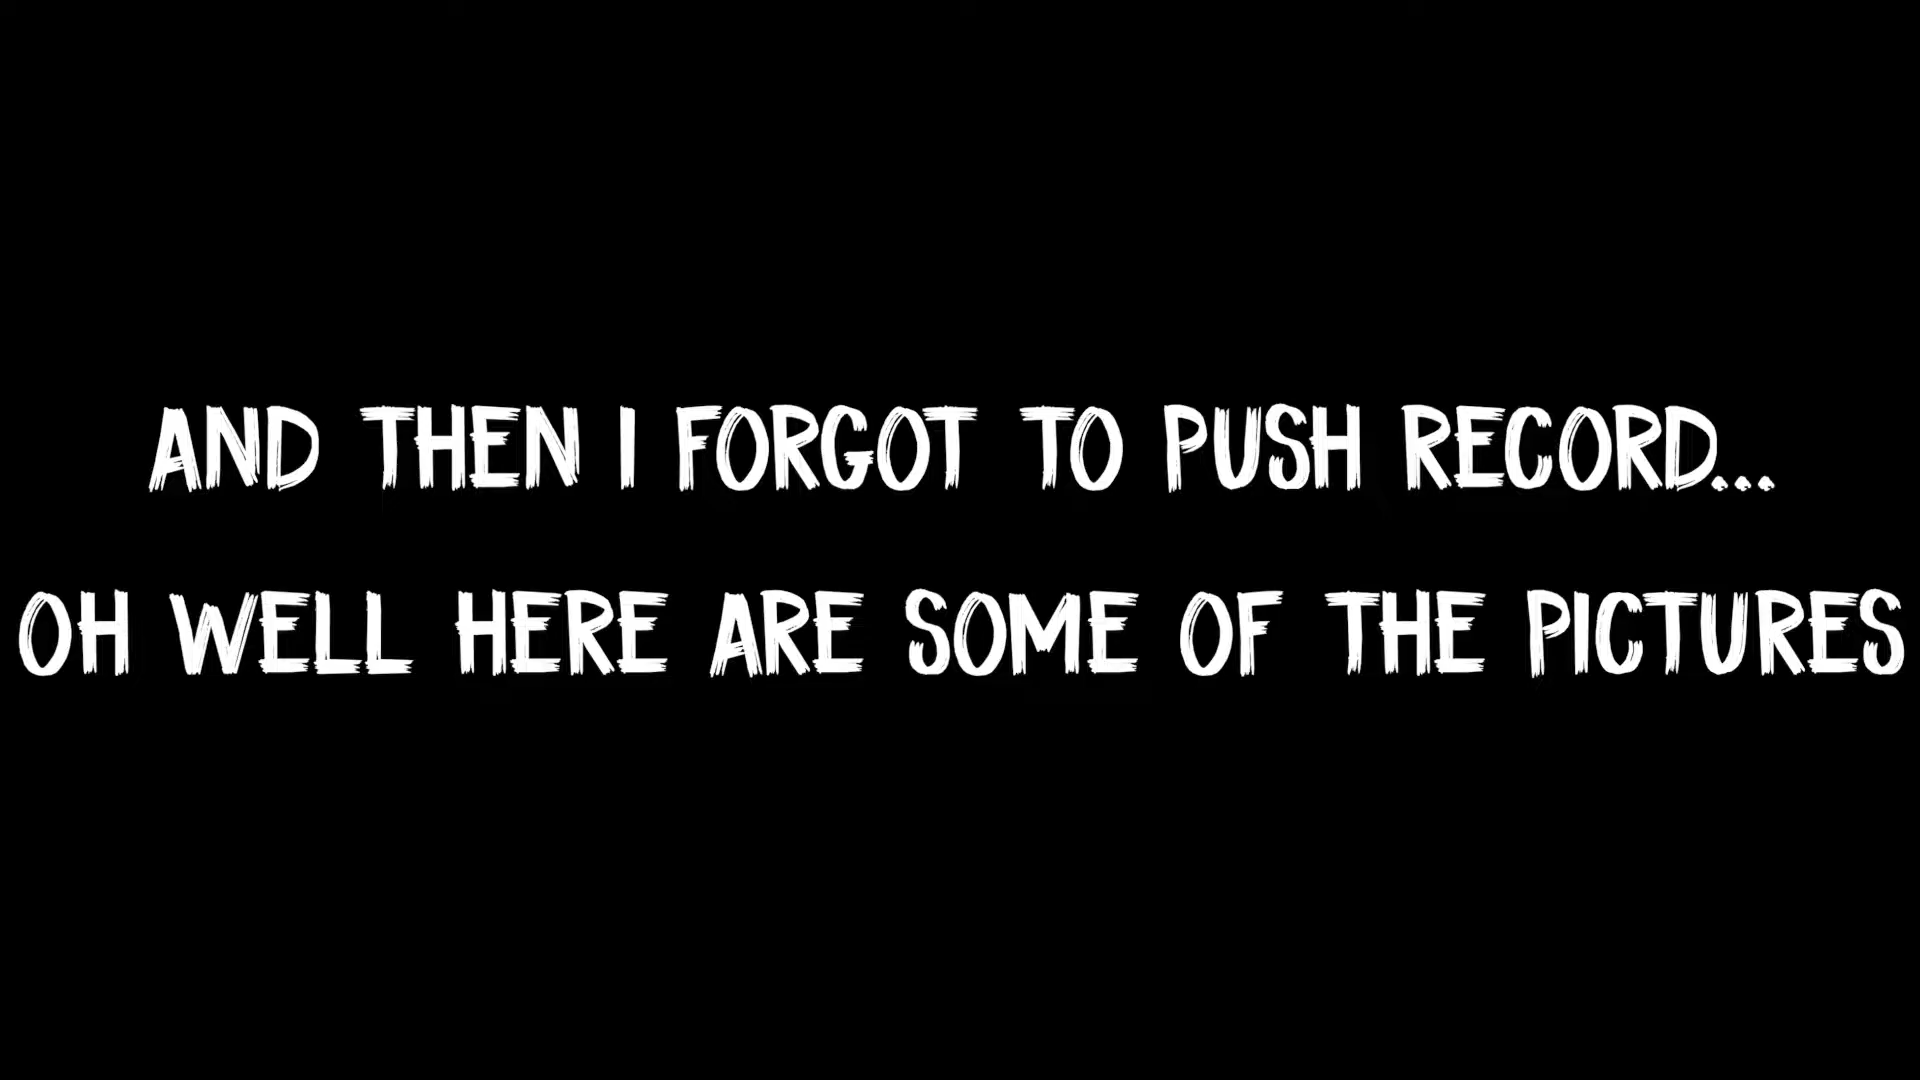 AND THEN I FORGOT TO PUSH RECORD...
OH WELL HERE ARE SOME OF THE PICTURES